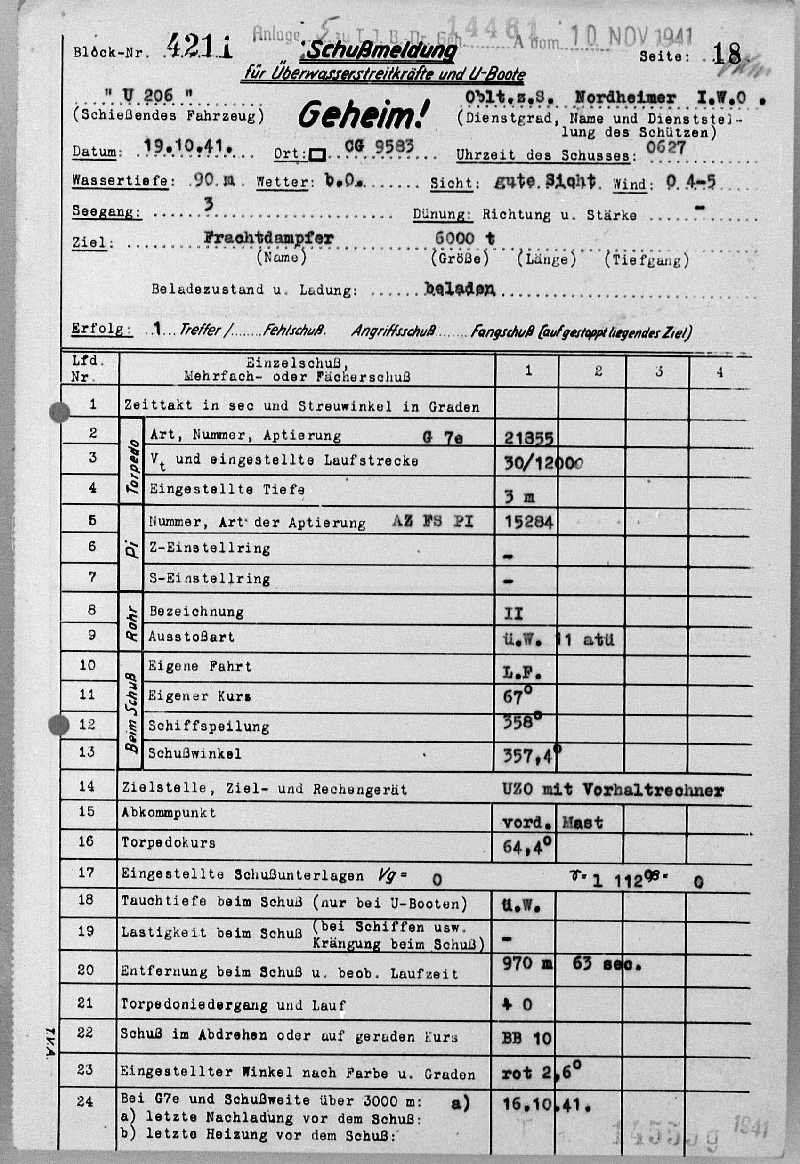 Anlage 5 zu T.I.B. Nr. Geh. 14461 A vom 10 NOV 1941
Block-Nr. 4211 Schußmeldung Seite: 18
für Überwasserstreitkräfte und U-Boote
" U 206 " Oblt.z.S. Nordheimer I.W.O.
(Schießendes Fahrzeug) Geheim! (Dienstgrad, Name und Dienststel-
lung des Schützen)
Datum: 19.10.41. Ort: CG 9583 Uhrzeit des Schusses: 0627
Wassertiefe: 90 m Wetter: b.O. Sicht: gute Sicht. Wind: O 4-5
Seegang: 3 Dünung: Richtung u. Stärke -
Ziel: Frachtdampfer 6000 t
(Name) (Größe) (Länge) (Tiefgang)
Beladezustand u. Ladung: beladen
Erfolg: 1 Treffer/ Fehlschuß. Angriffsschuß Fangschuß (auf gestoppt liegendes Ziel)
Lfd. Nr. Einzelschuß, Mehrfach- oder Fächerschuß 1 2 3 4
1 Zeittakt in sec und Streuwinkel in Graden
Torpedo
2 Art, Nummer, Aptierung G 7e 21355
3 Vt und eingestellte Laufstrecke 30/12000
4 Eingestellte Tiefe 3 m
Pi
5 Nummer, Art der Aptierung AZ FS PI 15284
6 Z-Einstellring -
7 S-Einstellring -
Rohr
8 Bezeichnung II
9 Ausstoßart ü.W. 11 atü
Beim Schuß
10 Eigene Fahrt L.F.
11 Eigener Kurs 67°
12 Schiffspeilung 358°
13 Schußwinkel 357,4°
14 Zielstelle, Ziel- und Rechengerät UZO mit Vorhaltrechner
15 Abkommpunkt vord. Mast
16 Torpedokurs 64,4°
17 Eingestellte Schußunterlagen Vg= 0 γ= l 112 0
18 Tauchtiefe beim Schuß (nur bei U-Booten) ü.W.
19 Lastigkeit beim Schuß (bei Schiffen usw. Krängung beim Schuß) -
20 Entfernung beim Schuß u. beob. Laufzeit 970 m 63 sec.
21 Torpedoniedergang und Lauf + 0
22 Schuß im Abdrehen oder auf geraden Kurs BB 10
23 Eingestellter Winkel nach Farbe u. Graden rot 2,6°
24 Bei G7e und Schußweite über 3000 m: a) 16.10.41.
a) letzte Nachladung vor dem Schuß:
b) letzte Heizung vor dem Schuß:
T.V.A.
1941